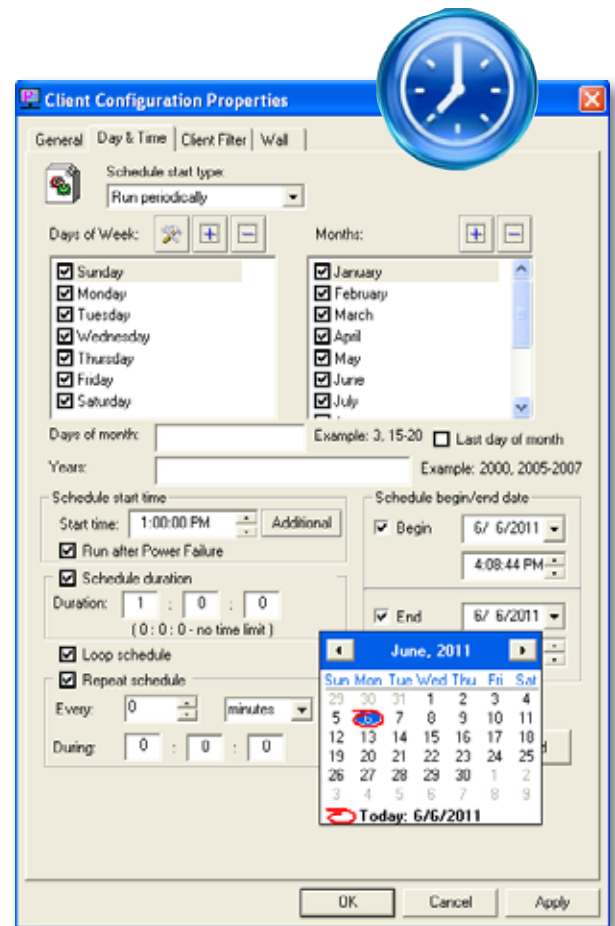 Client Configuration Properties
General Day & Time Client Filter Wall
Schedule start type:
Run periodically
Days of Week:
Sunday
Monday
Tuesday
Wednesday
Thursday
Friday
Saturday
Months:
January
February
March
April
May
June
July
Days of month:
Example: 3, 15-20
Last day of month
Years:
Example: 2000, 2005-2007
Schedule start time
Start time: 1:00:00 PM Additional
Run after Power Failure
Schedule duration
Duration: 1 : 0 : 0
( 0 : 0 : 0 - no time limit )
Loop schedule
Repeat schedule
Every: 0 minutes
During: 0 : 0 : 0
Schedule begin/end date
Begin 6/ 6/2011
4:08:44 PM
End 6/ 6/2011
June, 2011
Sun Mon Tue Wed Thu Fri Sat
29 30 31 1 2 3 4
5 6 7 8 9 10 11
12 13 14 15 16 17 18
19 20 21 22 23 24 25
26 27 28 29 30 1 2
3 4 5 6 7 8 9
Today: 6/6/2011
OK Cancel Apply